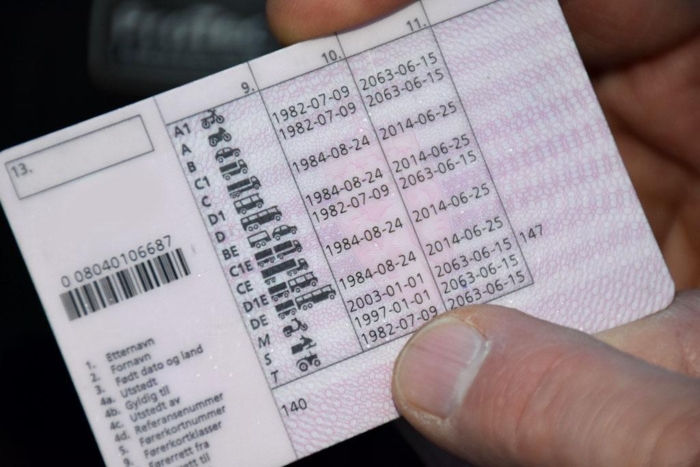 9. 10. 11.
A1
A 1982-07-09 2063-06-15
B 1982-07-09 2063-06-15
C1
C 1984-08-24 2014-06-25
D1
D 1984-08-24 2014-06-25
BE 1982-07-09 2063-06-15
C1E
CE 1984-08-24 2014-06-25
D1E
DE 1984-08-24 2014-06-25
M 2003-01-01 2063-06-15 147
S 1997-01-01 2063-06-15
T 1982-07-09 2063-06-15
140
13.
0 08040106687
1. Etternavn
2. Fornavn
3. Født dato og land
4a. Utstedt
4b. Gyldig til
4c. Utstedt av
4d. Referansenummer
5. Førerkortnummer
9. Førerkortklasser
Førerrett fra
tt til